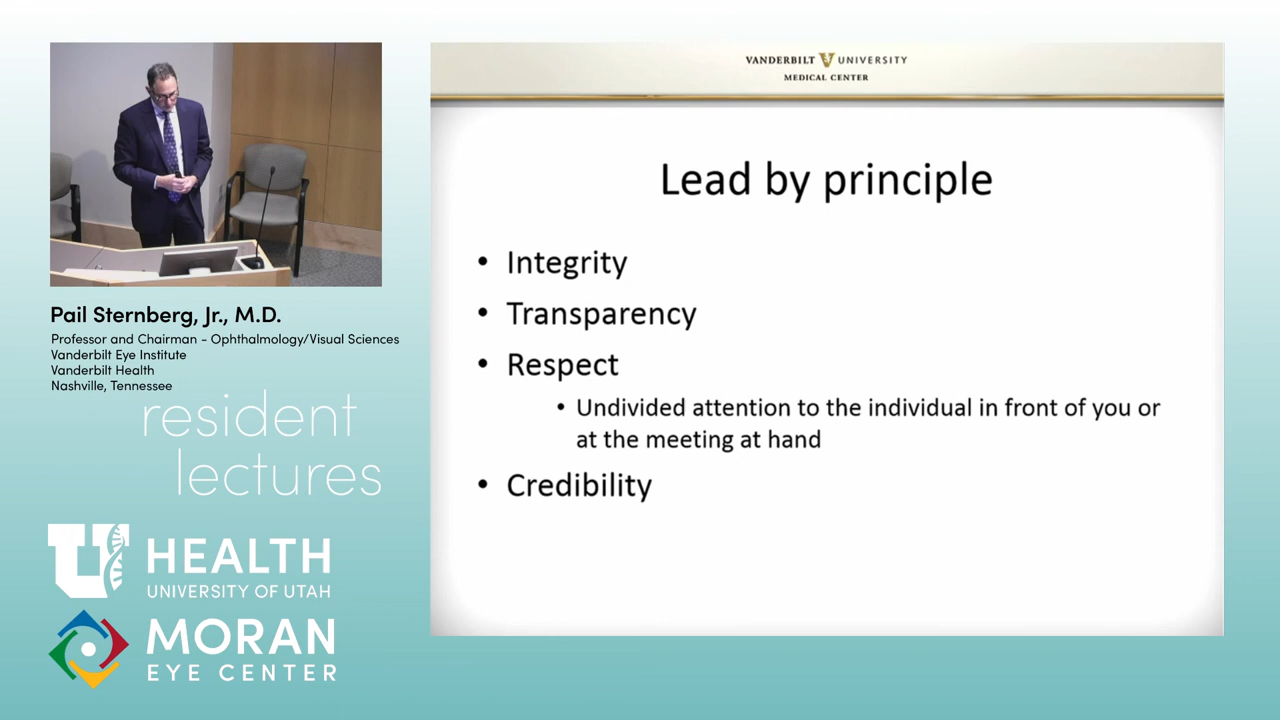 VANDERBILT V UNIVERSITY
MEDICAL CENTER
Lead by principle
• Integrity
• Transparency
• Respect
• Undivided attention to the individual in front of you or
at the meeting at hand
• Credibility
Pail Sternberg, Jr., M.D.
Professor and Chairman - Ophthalmology/Visual Sciences
Vanderbilt Eye Institute
Vanderbilt Health
Nashville, Tennessee
resident
lectures
U HEALTH
UNIVERSITY OF UTAH
MORAN
EYE CENTER